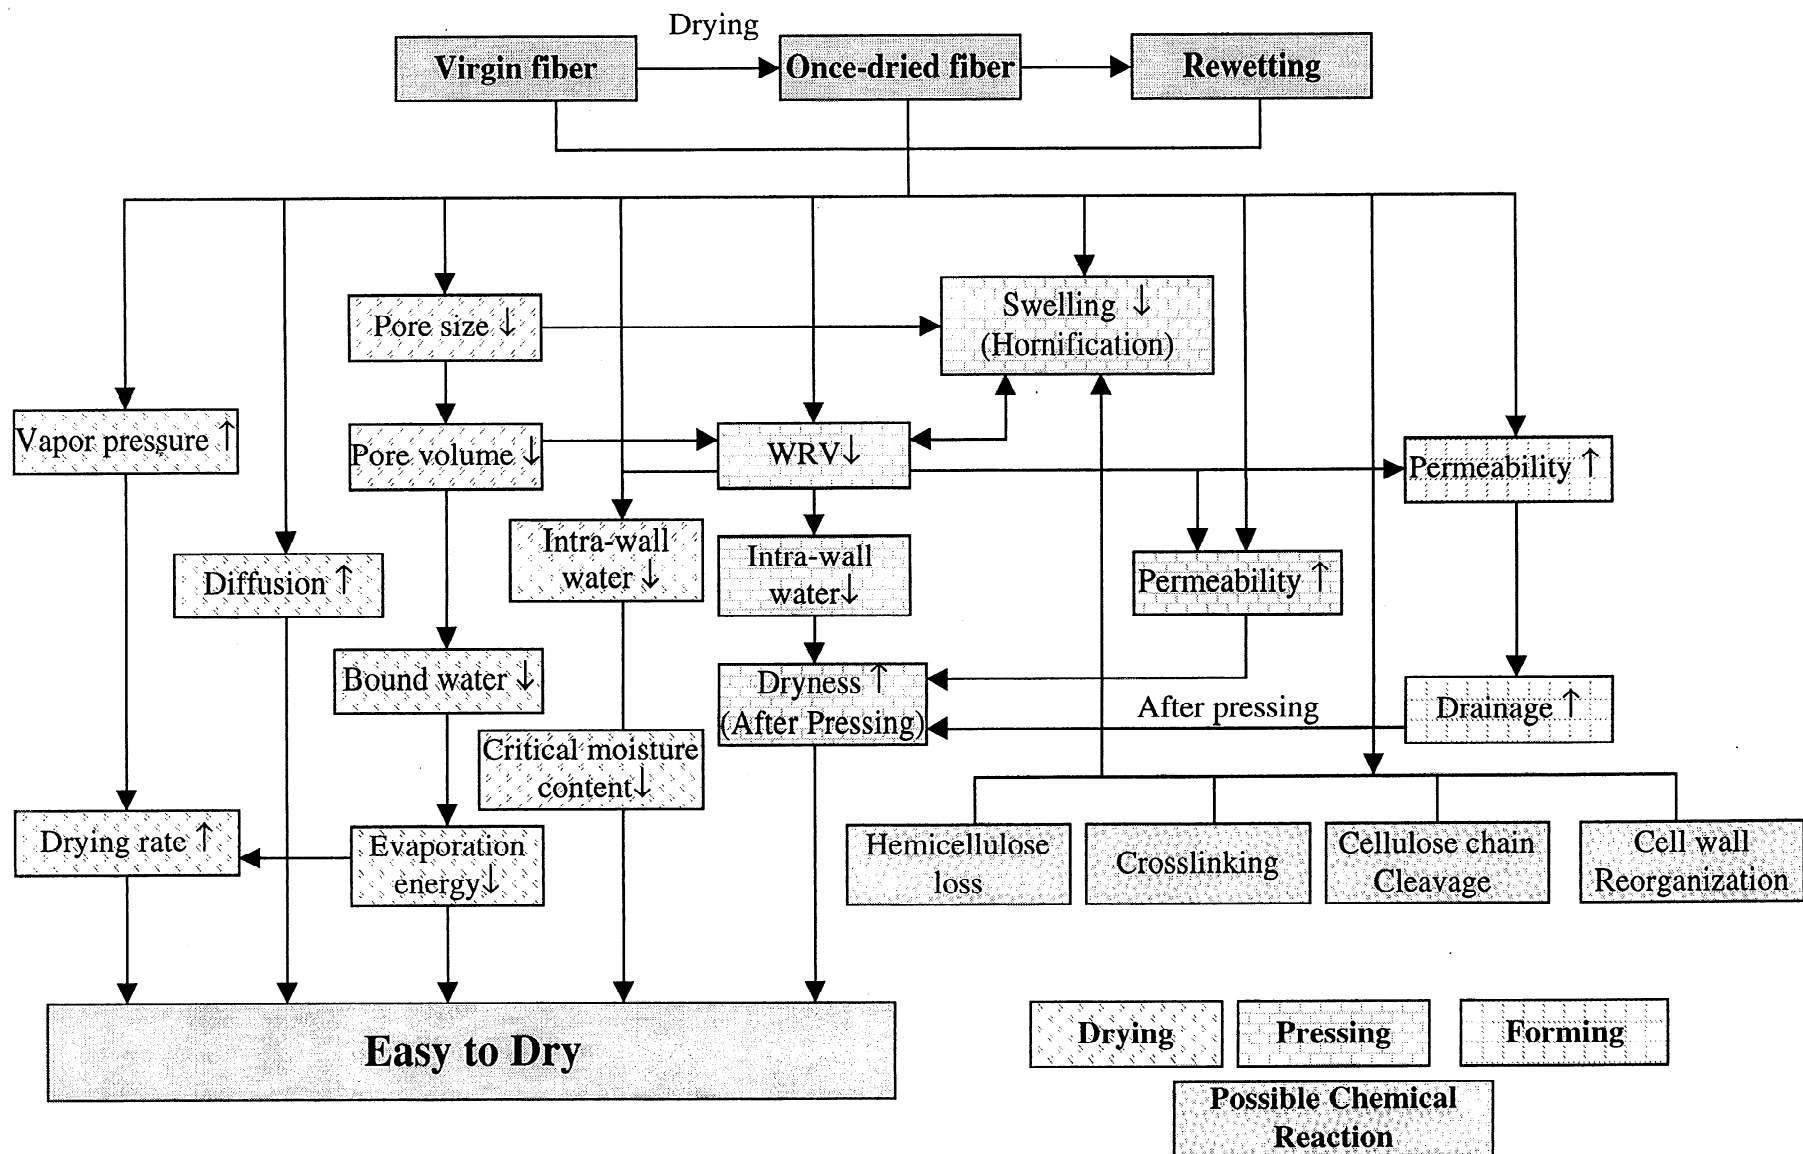 Drying
Virgin fiber
Once-dried fiber
Rewetting
Pore size ↓
Swelling ↓
(Hornification)
Vapor pressure ↑
Pore volume ↓
WRV↓
Permeability ↑
Intra-wall
water ↓
Intra-wall
water↓
Diffusion ↑
Permeability ↑
Bound water ↓
Dryness ↑
(After Pressing)
After pressing
Drainage ↑
Critical moisture
content↓
Drying rate ↑
Evaporation
energy↓
Hemicellulose
loss
Crosslinking
Cellulose chain
Cleavage
Cell wall
Reorganization
Easy to Dry
Drying
Pressing
Forming
Possible Chemical
Reaction